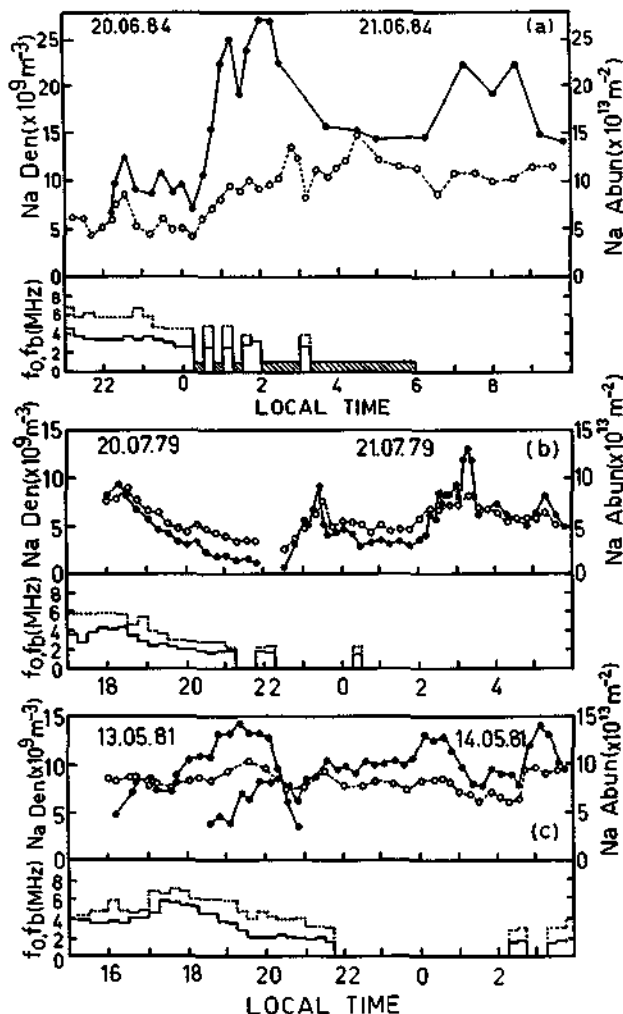 20.06.84 21.06.84 (a)
Na Den(x10⁹m⁻³)
25
20
15
10
5
0
Na Abun(x10¹³m⁻²)
25
20
15
10
5
0
f₀,fb(MHz)
8
6
4
2
0
22 0 2 4 6 8
LOCAL TIME
20.07.79 21.07.79 (b)
Na Den(x10⁹m⁻³)
15
10
5
0
Na Abun(x10¹³m⁻²)
15
10
5
0
f₀,fb(MHz)
8
6
4
2
0
18 20 22 0 2 4
13.05.81 14.05.81
(c)
Na Den(x10⁹m⁻³)
15
10
5
0
Na Abun(x10¹³m⁻²)
15
10
5
0
f₀,fb(MHz)
8
6
4
2
0
16 18 20 22 0 2
LOCAL TIME